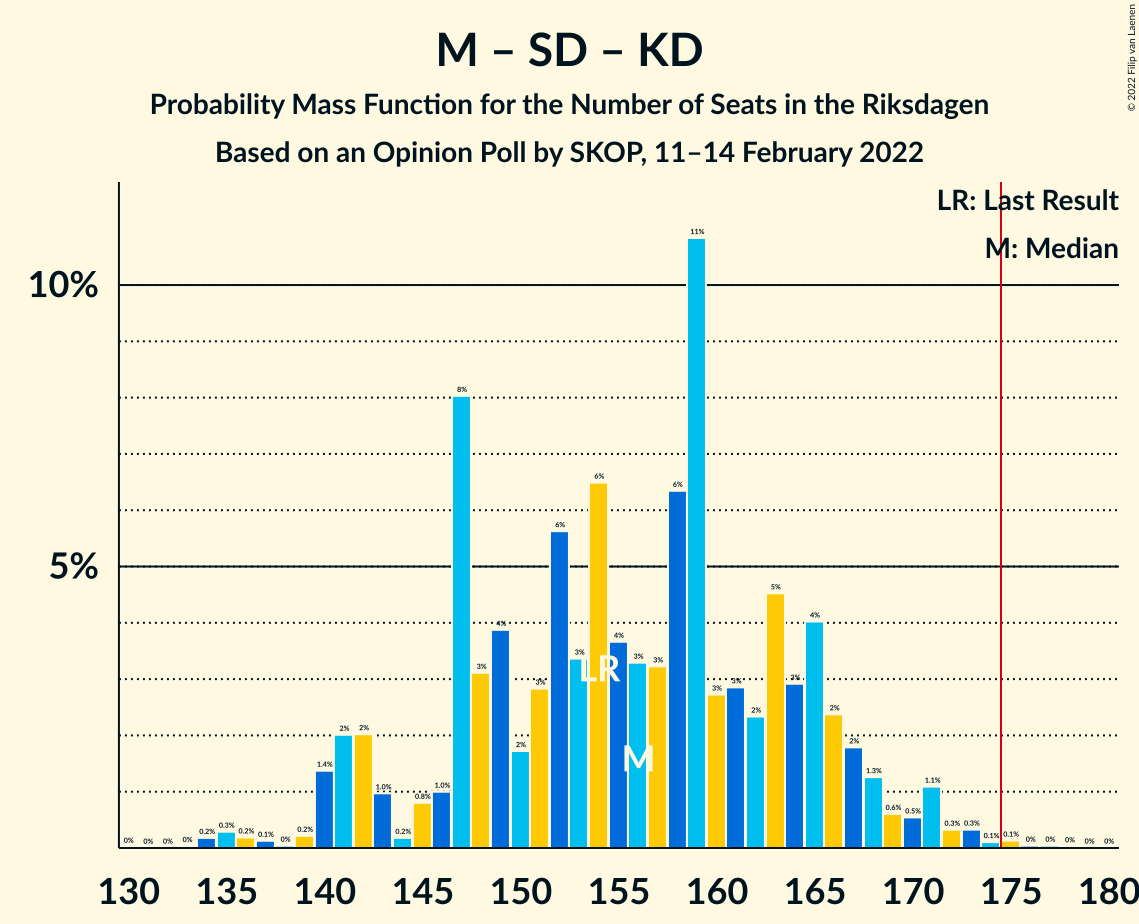 M – SD – KD
Probability Mass Function for the Number of Seats in the Riksdagen
Based on an Opinion Poll by SKOP, 11–14 February 2022
© 2022 Filip van Laenen
LR: Last Result
M: Median
10%
5%
0% 0% 0% 0% 0.2% 0.3% 0.2% 0.1% 0% 0.2% 1.4% 2% 2% 1.0% 0.2% 0.8% 1.0% 8% 3% 4% 2% 3% 6% 3% 6% 4% 3% 3% 6% 11% 3% 3% 2% 5% 3% 4% 2% 2% 1.3% 0.6% 0.5% 1.1% 0.3% 0.3% 0.1% 0.1% 0% 0% 0% 0% 0%
LR
M
130 135 140 145 150 155 160 165 170 175 180